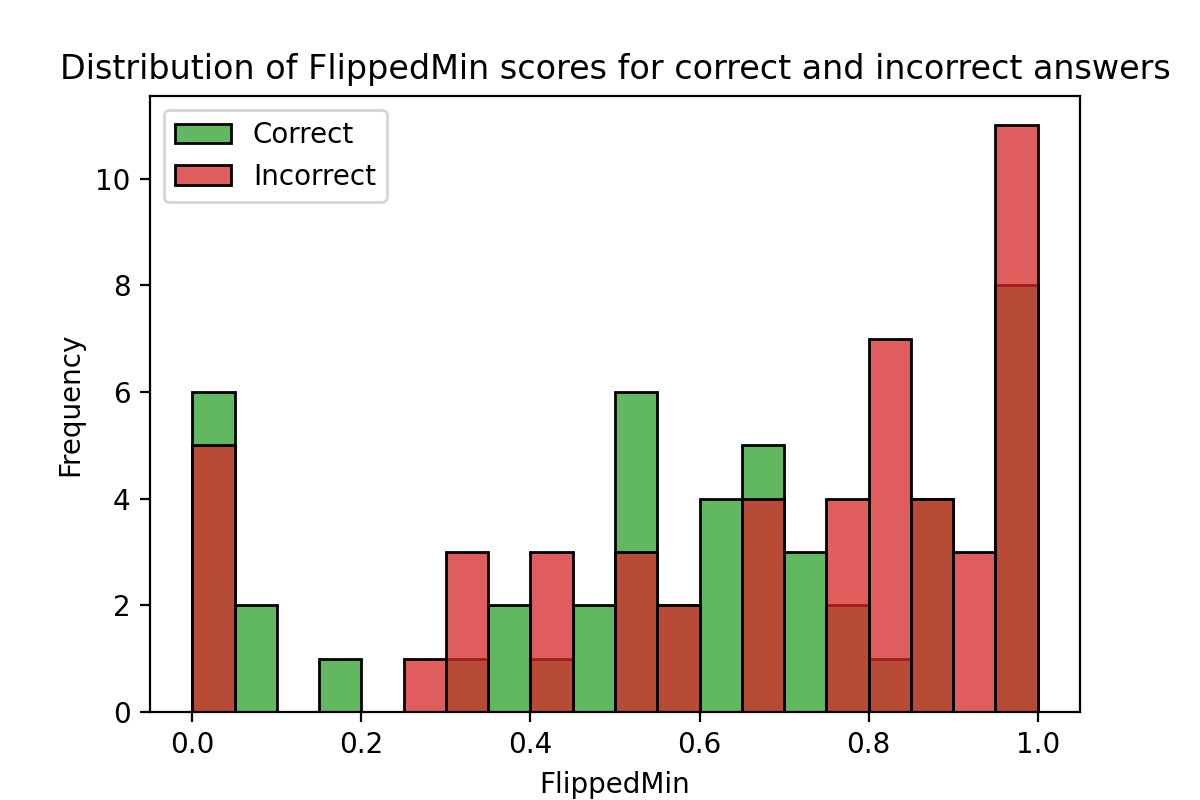 Distribution of FlippedMin scores for correct and incorrect answers
Correct
Incorrect
10
8
6
4
2
0
Frequency
0.0 0.2 0.4 0.6 0.8 1.0
FlippedMin